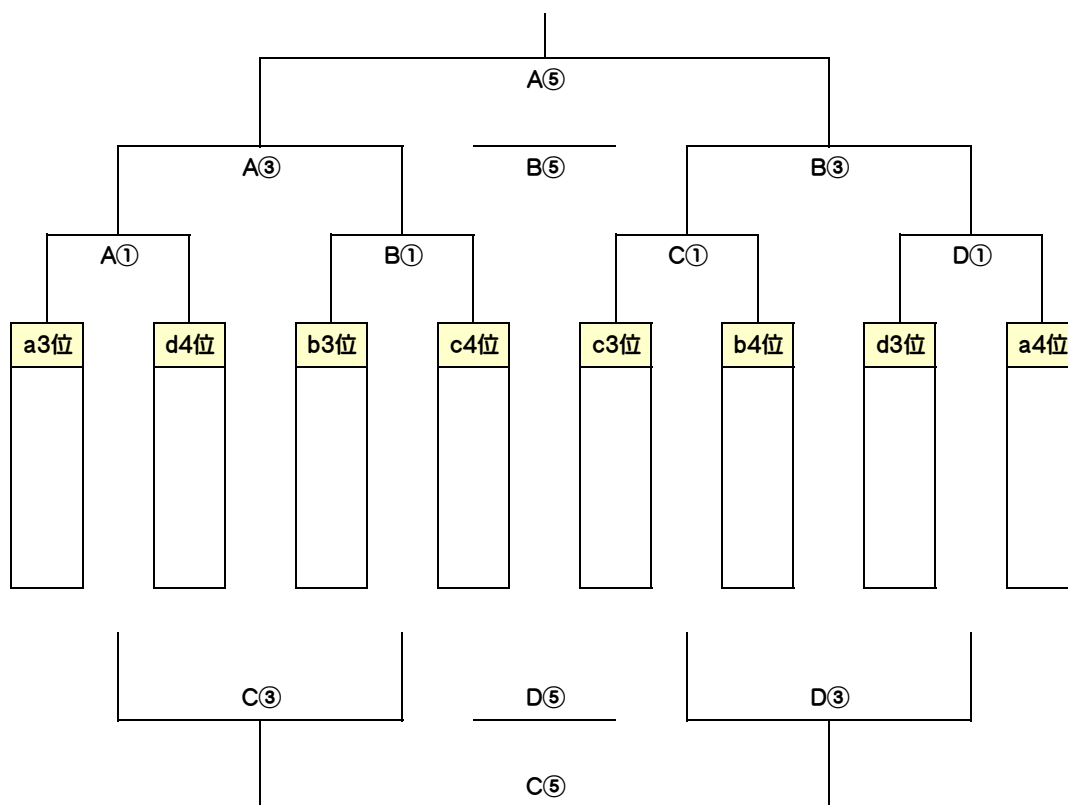 A⑤
A③ B⑤ B③
A① B① C① D①
a3位 d4位 b3位 c4位 c3位 b4位 d3位 a4位
C③ D⑤ D③
C⑤